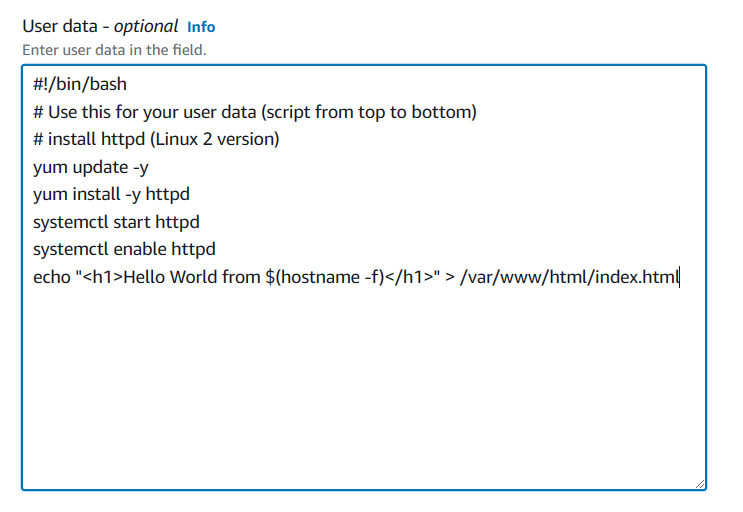 User data - optional Info
Enter user data in the field.
#!/bin/bash
# Use this for your user data (script from top to bottom)
# install httpd (Linux 2 version)
yum update -y
yum install -y httpd
systemctl start httpd
systemctl enable httpd
echo "<h1>Hello World from $(hostname -f)</h1>" > /var/www/html/index.html